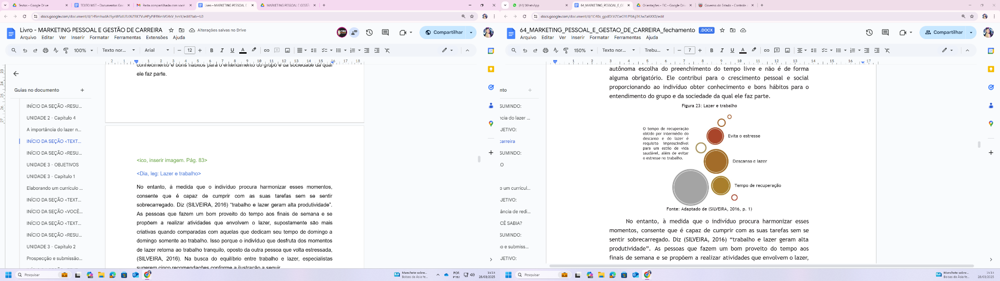 Textos - Google Drive
TEXTO MST - Documentos Goo
Pasta compartilhada com você
Livro - MARKETING PESSOAL E
MARKETING PESSOAL E GESTÃ
docs.google.com/document/d/
Livro - MARKETING PESSOAL E GESTÃO DE CARREIRA
Alterações salvas no Drive
Arquivo Editar Ver Inserir Formatar Ferramentas Extensões Ajuda
Compartilhar
100% Texto nor... Arial 12
conhecimento e bons hábitos para o entendimento do grupo e da sociedade da qual
ele faz parte.
Guias no documento
INÍCIO DA SEÇÃO <RESU...
UNIDADE 2 - Capítulo 4
A importância do lazer n...
INÍCIO DA SEÇÃO <TEXT...
INÍCIO DA SEÇÃO <RESU...
UNIDADE 3 - OBJETIVOS
UNIDADE 3 - Capítulo 1
Elaborando um currículo ...
INÍCIO DA SEÇÃO <TEXT...
INÍCIO DA SEÇÃO <VOCÊ...
INÍCIO DA SEÇÃO <TEXT...
INÍCIO DA SEÇÃO <RESU...
UNIDADE 3 - Capítulo 2
Prospecção e submissão...
<ico, inserir imagem. Pág. 83>
<Dia, leg: Lazer e trabalho>
No entanto, à medida que o indivíduo procura harmonizar esses momentos,
consente que é capaz de cumprir com as suas tarefas sem se sentir
sobrecarregado. Diz (SILVEIRA, 2016) “trabalho e lazer geram alta produtividade”.
As pessoas que fazem um bom proveito do tempo aos finais de semana e se
propõem a realizar atividades que envolvem o lazer, supostamente são mais
criativas quando comparadas com aquelas que dedicam seu tempo de domingo a
domingo somente ao trabalho. Isso porque o indivíduo que desfruta dos momentos
de lazer retorna ao trabalho tranquilo, oposto da outra pessoa que volta estressada,
(SILVEIRA, 2016). Na busca do equilíbrio entre trabalho e lazer, especialistas
sugerem cinco recomendações conforme a ilustração a seguir.
Pesquisar
Manchete sobre...
Bolsas da Ásia fe...
POR
PTB2
15:13
28/03/2025
(44) WhatsApp
64_MARKETING_PESSOAL_E_GE
Orientações - FIC - Google Driv
Governo do Estado - Controle
64_MARKETING_PESSOAL_E_GESTAO_DE_CARREIRA_fechamento .DOCX
Arquivo Editar Ver Inserir Formatar Ferramentas Ajuda
Compartilhar
150% Texto nor... Trebu... 7
nto
SUMINDO:
ncia do lazer ...
JETIVO:
carreira
SUMINDO:
O
o um currícul...
JETIVO:
ância de redi...
CÊ SABIA?
SUMINDO:
o e submiss...
JETIVO:
autônoma escolha do preenchimento do tempo livre e não é de forma
alguma obrigatório. Ele contribui para o crescimento pessoal e social
proporcionando ao indivíduo obter conhecimento e bons hábitos para o
entendimento do grupo e da sociedade da qual ele faz parte.
Figura 23: Lazer e trabalho
O tempo de recuperação
obtido por intermédio do
descanso e do lazer é
requisito imprescindível
para um estilo de vida
saudável, além de evitar
o estresse no trabalho.
Evita o estresse
Descanso e lazer
Tempo de recuperação
Fonte: Adaptado de (SILVEIRA, 2016, p. 1)
No entanto, à medida que o indivíduo procura harmonizar esses
momentos, consente que é capaz de cumprir com as suas tarefas sem se
sentir sobrecarregado. Diz (SILVEIRA, 2016) “trabalho e lazer geram alta
produtividade”. As pessoas que fazem um bom proveito do tempo aos
finais de semana e se propõem a realizar atividades que envolvem o lazer,
Pesquisar
Manchete sobre...
Bolsas da Ásia fe...
15:13
28/03/2025